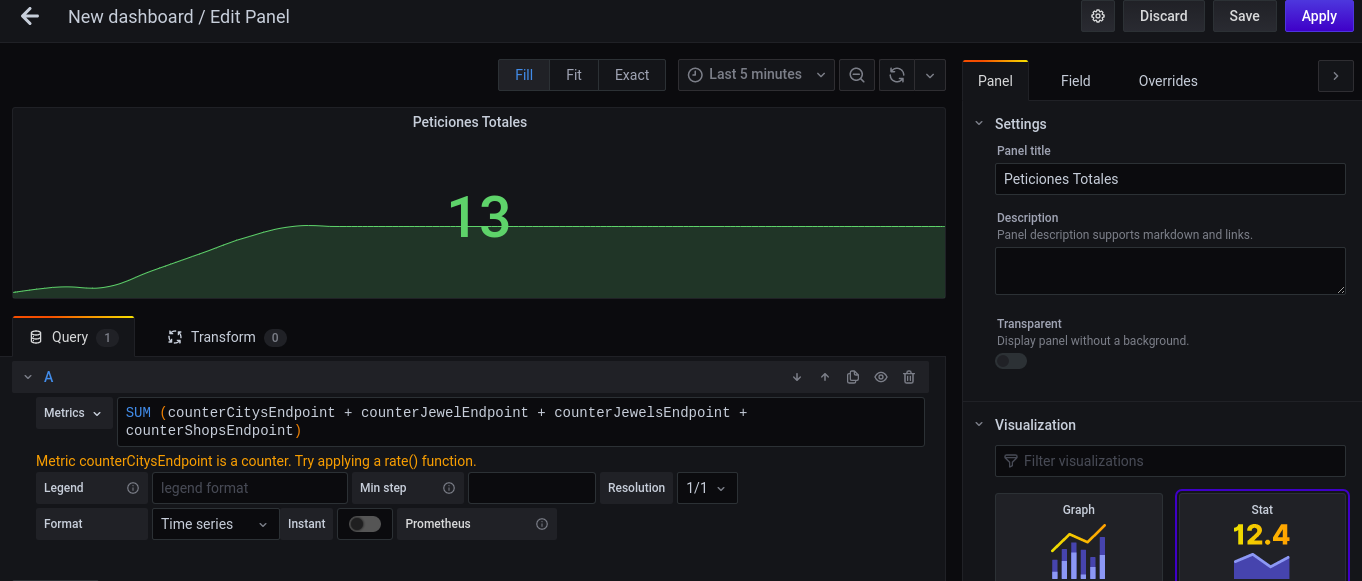 New dashboard / Edit Panel
Discard
Save
Apply
Fill
Fit
Exact
Last 5 minutes
Panel
Field
Overrides
Peticiones Totales
13
Settings
Panel title
Peticiones Totales
Description
Panel description supports markdown and links.
Transparent
Display panel without a background.
Query 1
Transform 0
A
Metrics
SUM (counterCitysEndpoint + counterJewelEndpoint + counterJewelsEndpoint +
counterShopsEndpoint)
Metric counterCitysEndpoint is a counter. Try applying a rate() function.
Legend
legend format
Min step
Resolution
1/1
Format
Time series
Instant
Prometheus
Visualization
Filter visualizations
Graph
Stat
12.4